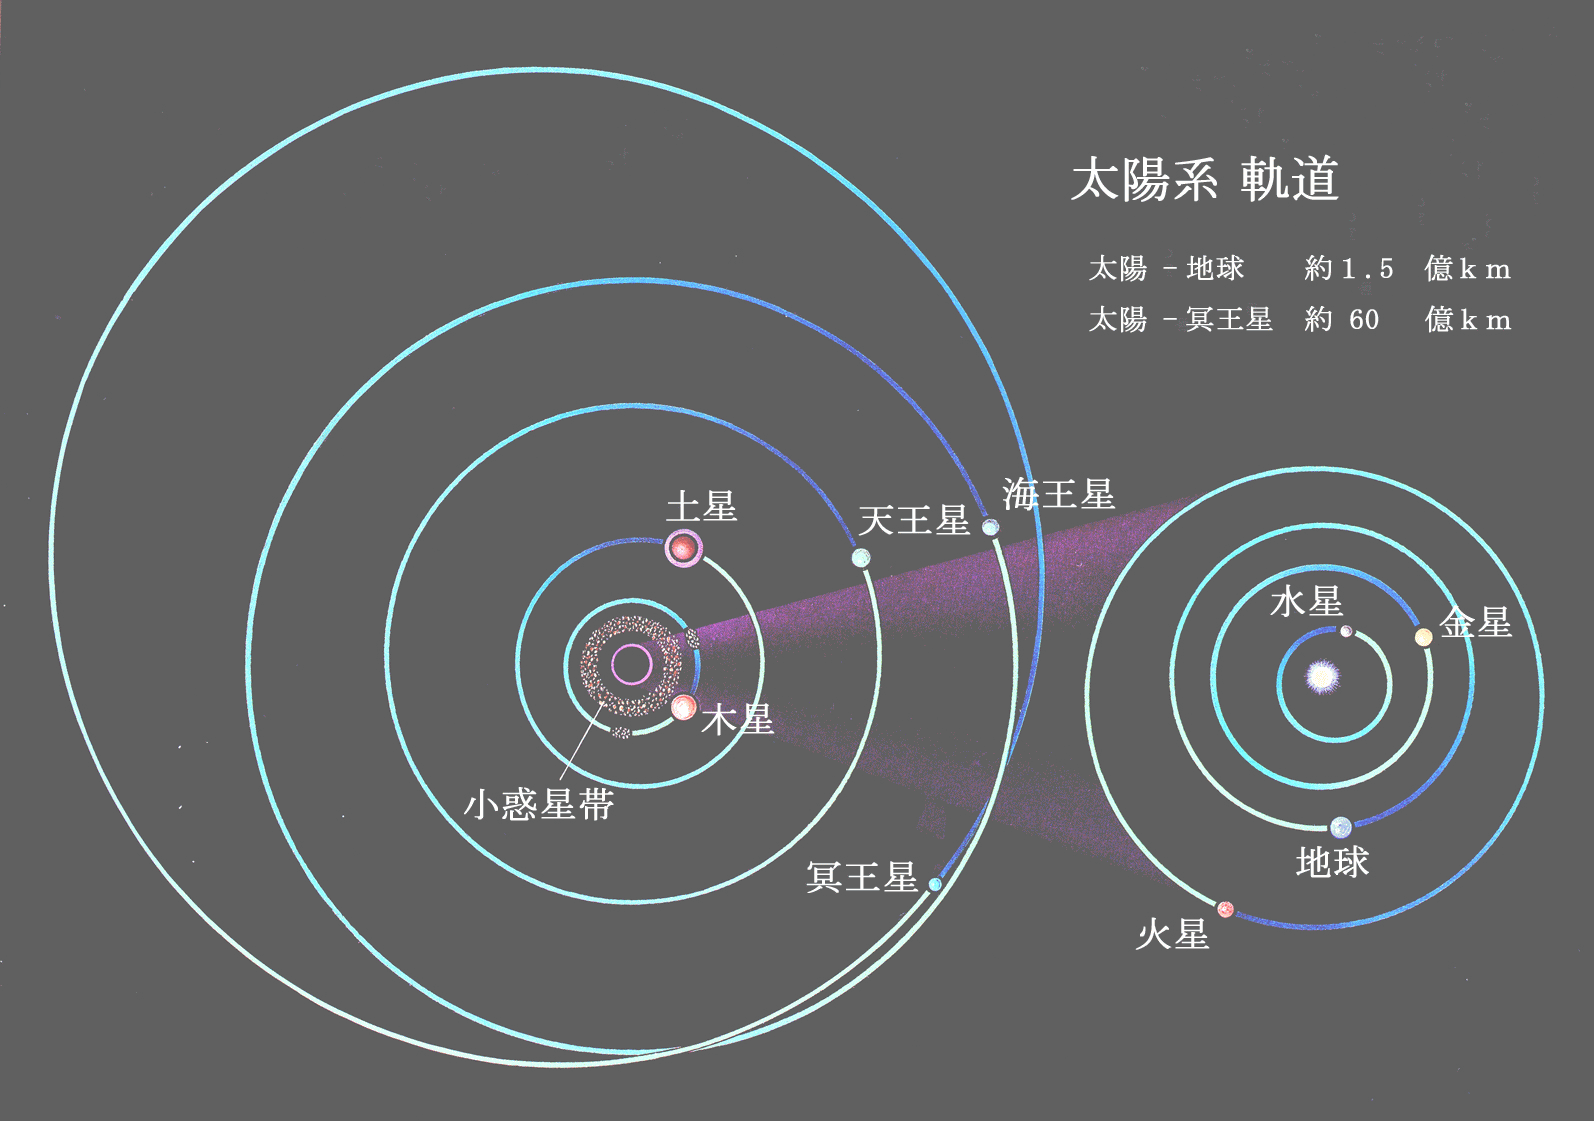 太陽系 軌道
太陽 －地球 約１.５ 億ｋｍ
太陽 －冥王星 約 60 億ｋｍ
海王星
天王星
土星
水星
金星
木星
小惑星帯
地球
冥王星
火星